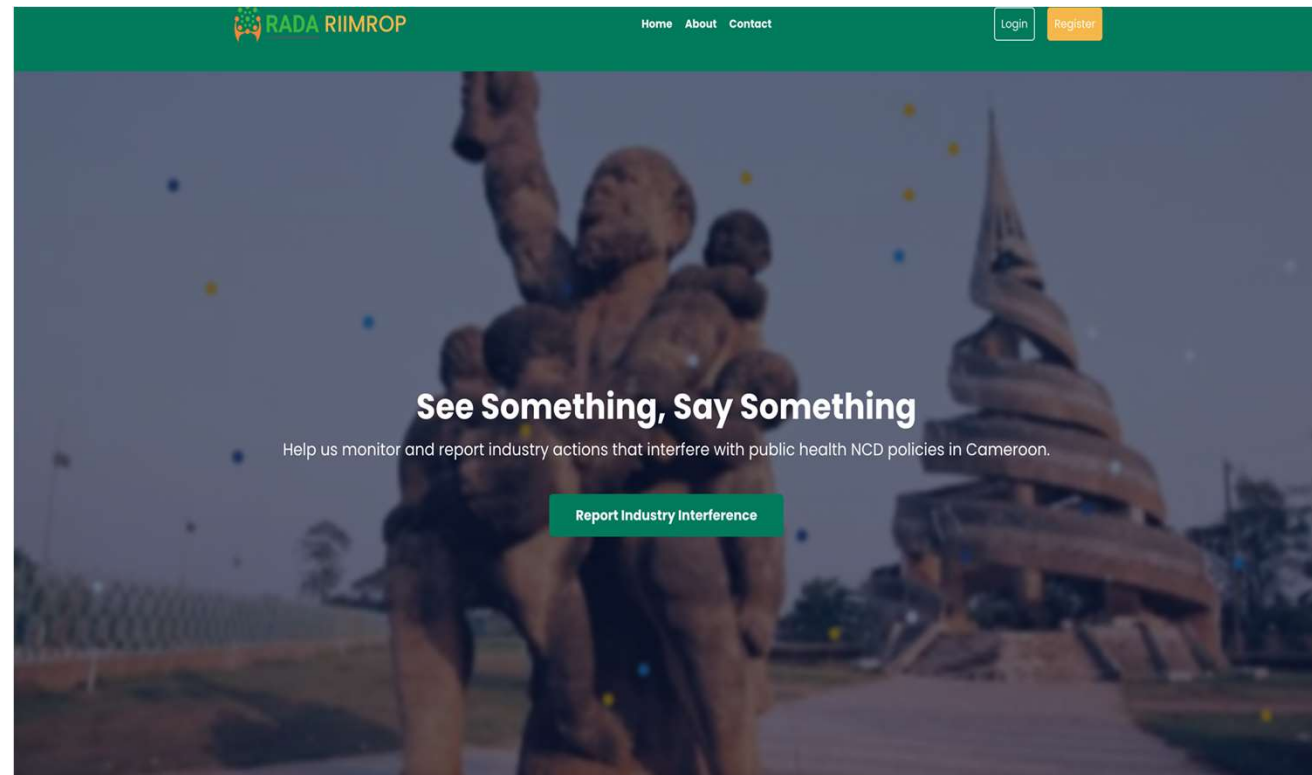 RADA RIIMROP
Home About Contact
Login
Register
See Something, Say Something
Help us monitor and report industry actions that interfere with public health NCD policies in Cameroon.
Report Industry Interference